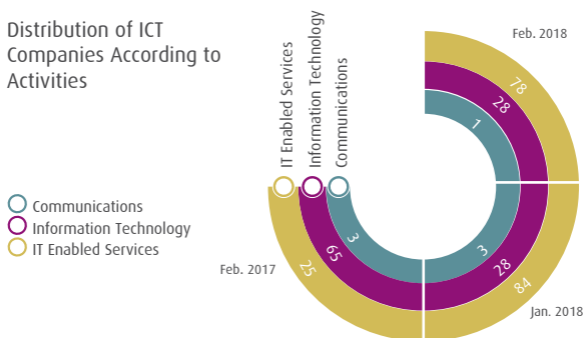 Distribution of ICT
Companies According to
Activities
IT Enabled Services
Information Technology
Communications
Communications
Information Technology
IT Enabled Services
Feb. 2018
78
28
1
Jan. 2018
84
28
3
Feb. 2017
25
65
3